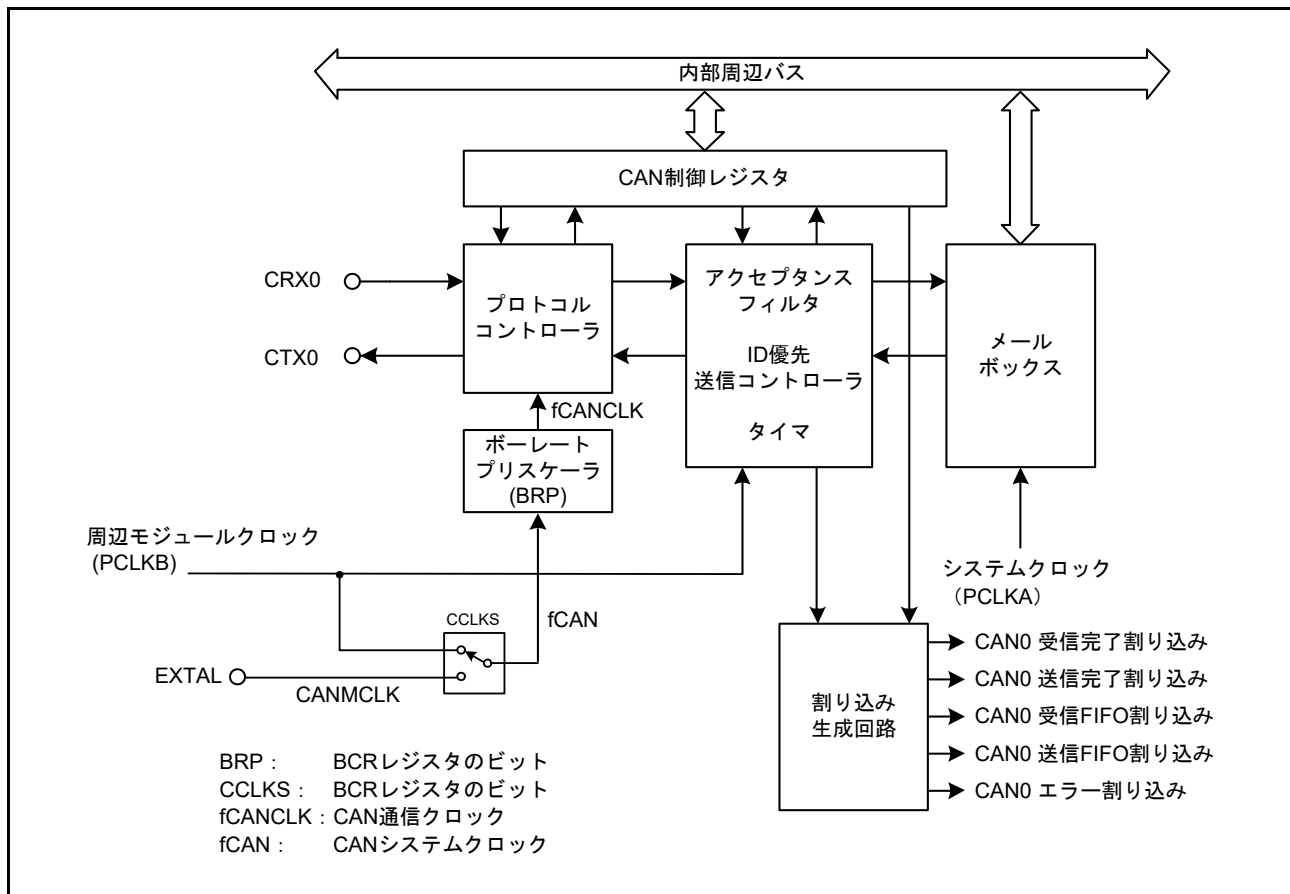 内部周辺バス
CAN制御レジスタ
CRX0
CTX0
プロトコル
コントローラ
アクセプタンス
フィルタ
ID優先
送信コントローラ
タイマ
メール
ボックス
fCANCLK
ボーレート
プリスケーラ
(BRP)
周辺モジュールクロック
(PCLKB)
システムクロック
（PCLKA）
CCLKS
fCAN
EXTAL
CANMCLK
割り込み
生成回路
CAN0 受信完了割り込み
CAN0 送信完了割り込み
CAN0 受信FIFO割り込み
CAN0 送信FIFO割り込み
CAN0 エラー割り込み
BRP： BCRレジスタのビット
CCLKS： BCRレジスタのビット
fCANCLK：CAN通信クロック
fCAN： CANシステムクロック